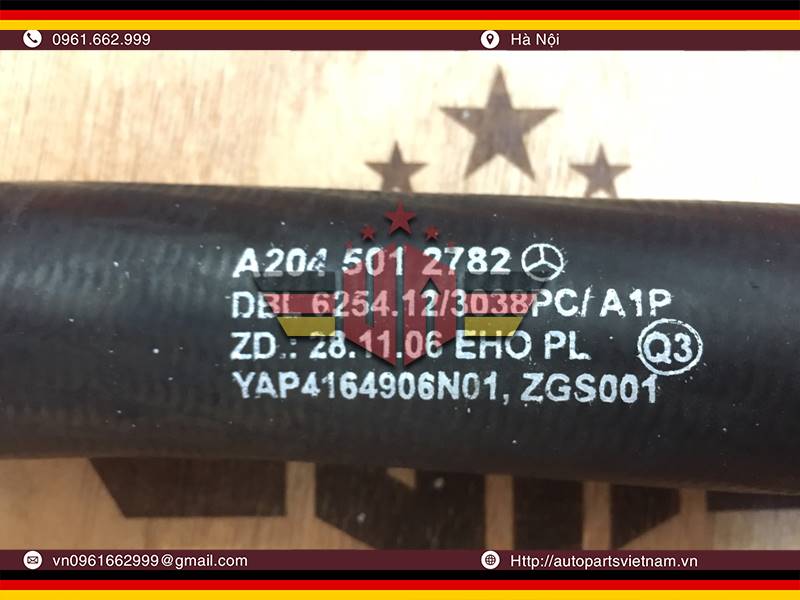 0961.662.999
Hà Nội
A204 501 2782
DBL 6254.12/3038PC/ A1P
ZD.: 28.11.06 EHO PL Q3
YAP4164906N01, ZGS001
vn0961662999@gmail.com
Http://autopartsvietnam.vn